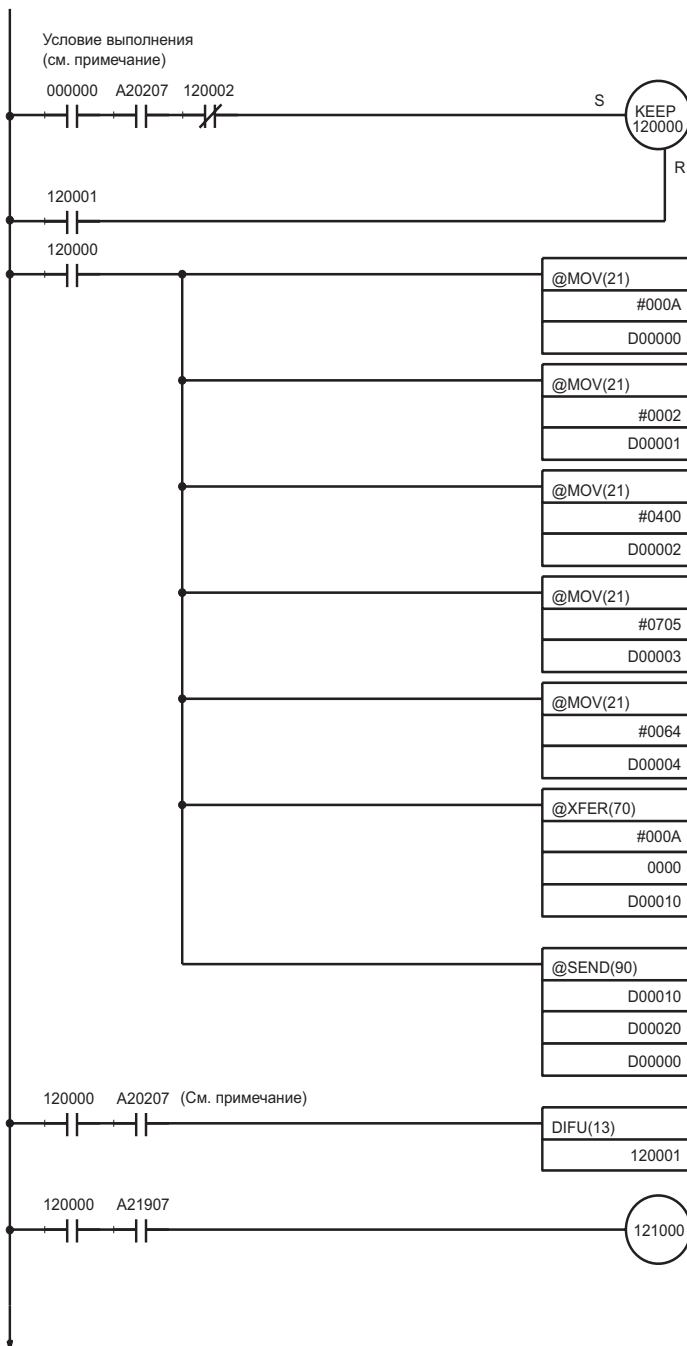 Условие выполнения
(см. примечание)
000000 A20207 120002
S
KEEP
120000
R
120001
120000
@MOV(21)
#000A
D00000
@MOV(21)
#0002
D00001
@MOV(21)
#0400
D00002
@MOV(21)
#0705
D00003
@MOV(21)
#0064
D00004
@XFER(70)
#000A
0000
D00010
@SEND(90)
D00010
D00020
D00000
120000 A20207 (См. примечание)
DIFU(13)
120001
120000 A21907
121000